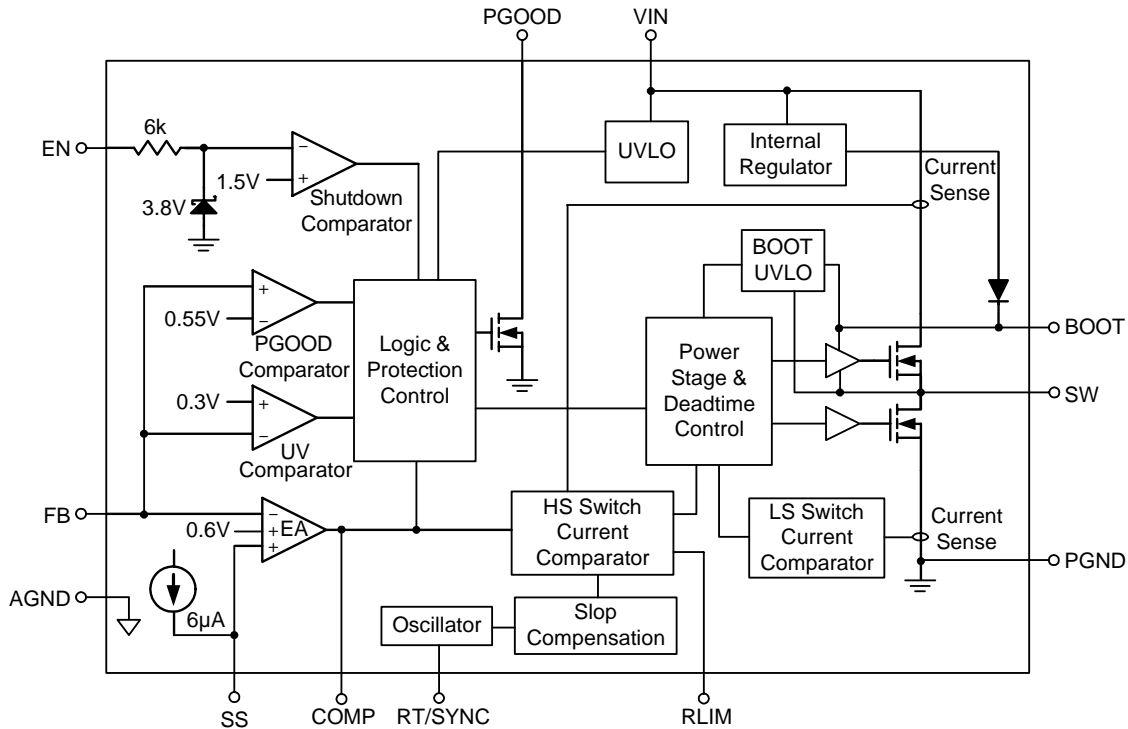 PGOOD
VIN
EN
6k
1.5V
3.8V
−
+
Shutdown
Comparator
UVLO
Internal
Regulator
Current
Sense
BOOT
UVLO
+
0.55V
−
PGOOD
Comparator
Logic &
Protection
Control
0.3V
+
−
UV
Comparator
Power
Stage &
Deadtime
Control
BOOT
SW
FB
0.6V
−
+
+
EA
HS Switch
Current
Comparator
LS Switch
Current
Comparator
Current
Sense
PGND
AGND
6µA
Oscillator
Slop
Compensation
SS
COMP
RT/SYNC
RLIM